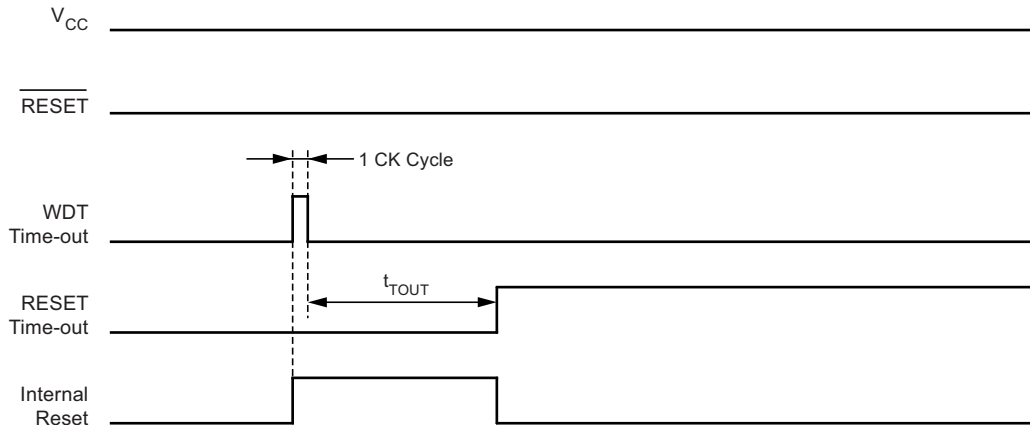 VCC
RESET
1 CK Cycle
WDT
Time-out
tTOUT
RESET
Time-out
Internal
Reset